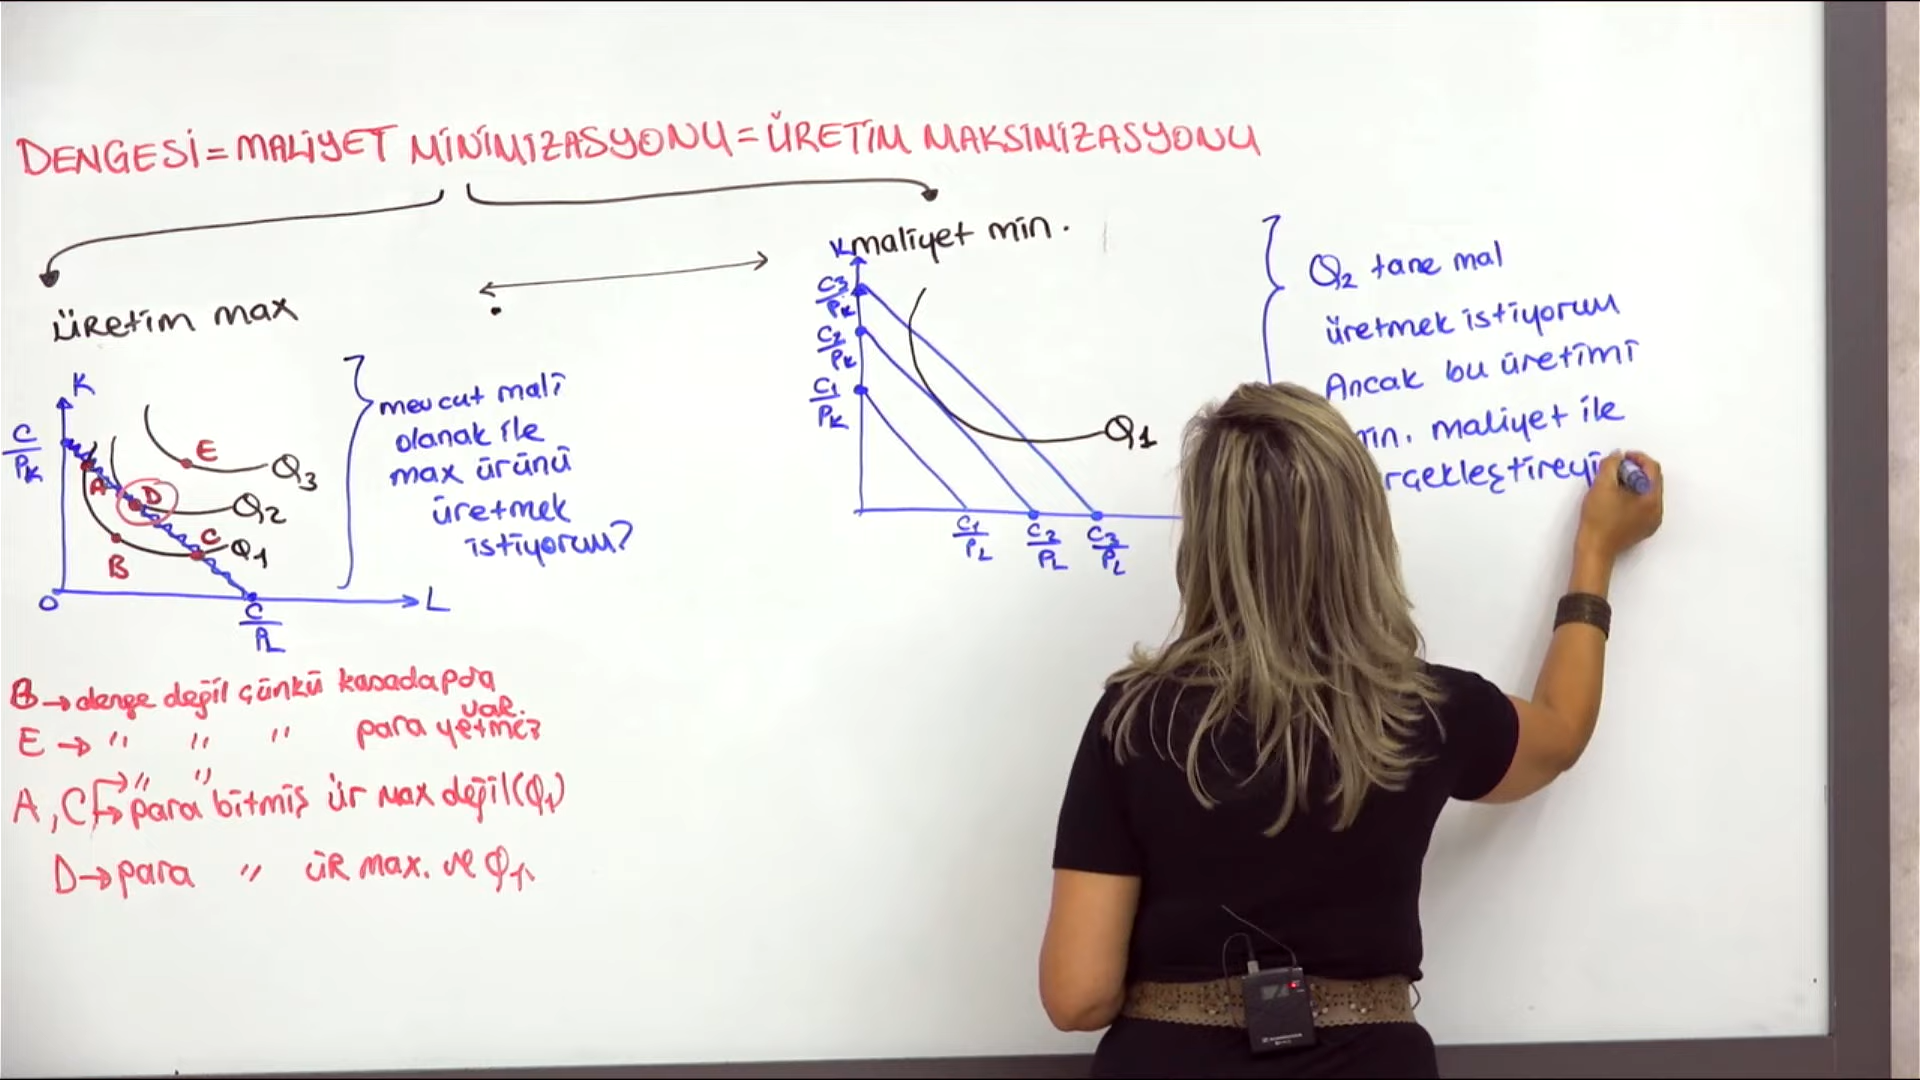 DENGESİ = MALİYET MİNİMİZASYONU = ÜRETİM MAKSİMİZASYONU
üretim max
K
C/PK
A
B
C
D
E
Q3
Q2
Q1
O
C/PL
L
mevcut mali
olanak ile
max ürünü
üretmek
istiyorum?
B → denge değil çünkü kasada para
var.
E → " " " para yetmez
A, C → " "
→ para bitmiş ür max değil (Q1)
D → para " ür max. ve Q1
maliyet min.
K
C3/PK
C2/PK
C1/PK
Q1
C1/PL
C2/PL
C3/PL
Q2 tane mal
üretmek istiyorum
Ancak bu üretimi
maliyet ile